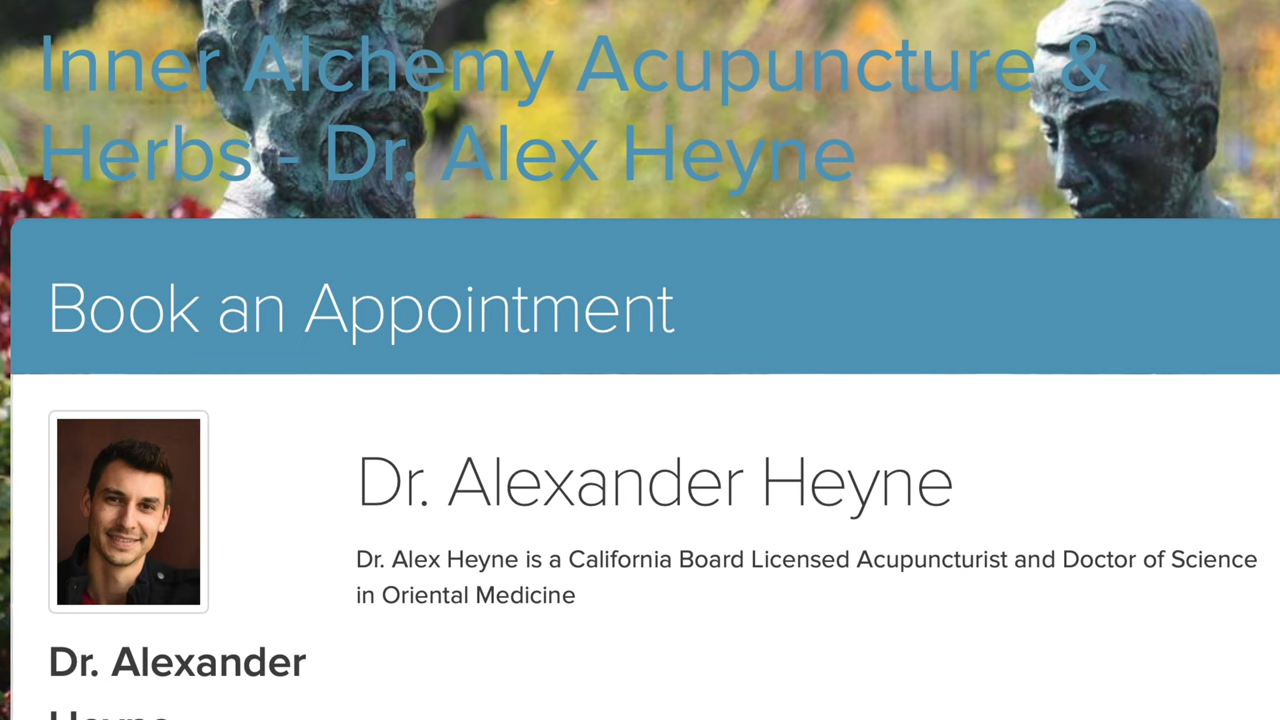 Inner Alchemy Acupuncture &
Herbs - Dr. Alex Heyne
Book an Appointment
Dr. Alexander Heyne
Dr. Alex Heyne is a California Board Licensed Acupuncturist and Doctor of Science
in Oriental Medicine
Dr. Alexander
Heyne